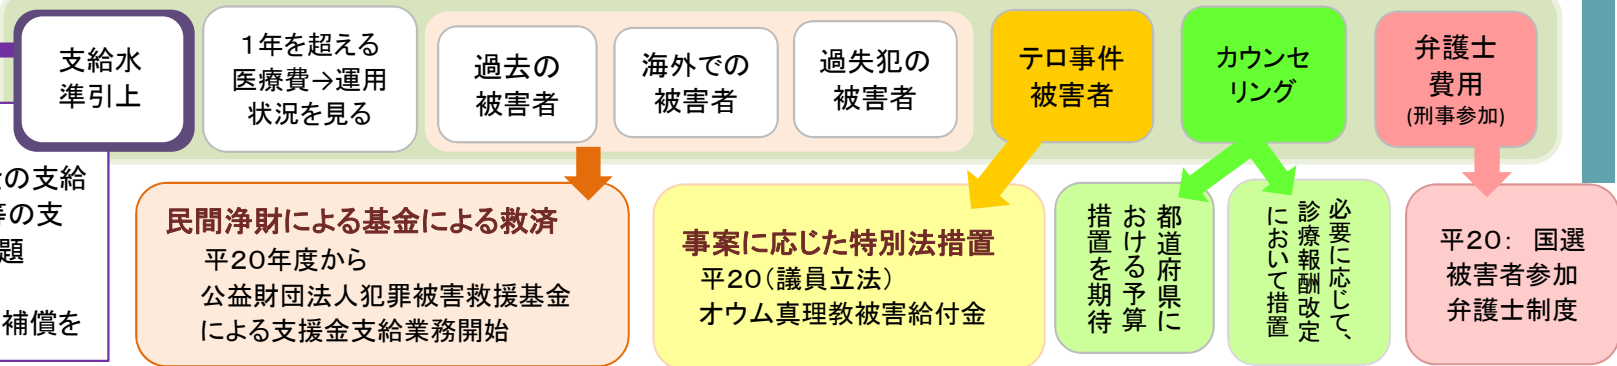 支給水
準引上
１年を超える
医療費→運用
状況を見る
過去の
被害者
海外での
被害者
過失犯の
被害者
テロ事件
被害者
カウンセ
リング
弁護士
費用
(刑事参加)
の支給
等の支
題
補償を
民間浄財による基金による救済
平２０年度から
公益財団法人犯罪被害救援基金
による支援金支給業務開始
事案に応じた特別法措置
平２０（議員立法）
オウム真理教被害給付金
都道府県に
おける予算
措置を期待
必要に応じて、
診療報酬改定
において措置
平２０： 国選
被害者参加
弁護士制度